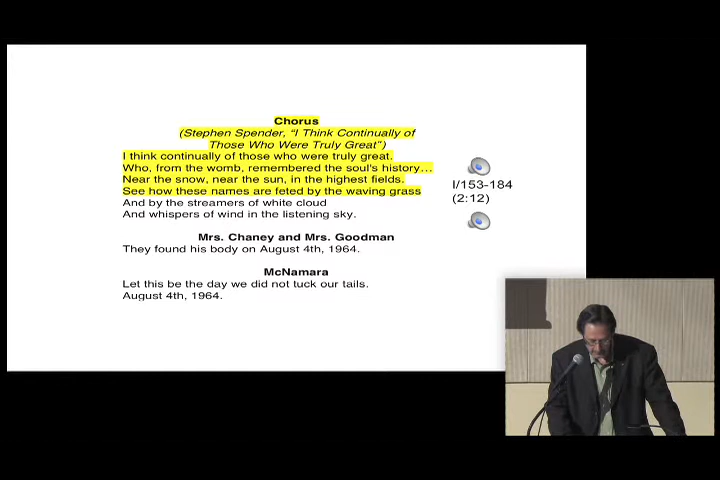 Chorus
(Stephen Spender, “I Think Continually of
Those Who Were Truly Great”)
I think continually of those who were truly great.
Who, from the womb, remembered the soul's history…
Near the snow, near the sun, in the highest fields.
See how these names are feted by the waving grass
And by the streamers of white cloud
And whispers of wind in the listening sky.
I/153-184
(2:12)
Mrs. Chaney and Mrs. Goodman
They found his body on August 4th, 1964.
McNamara
Let this be the day we did not tuck our tails.
August 4th, 1964.